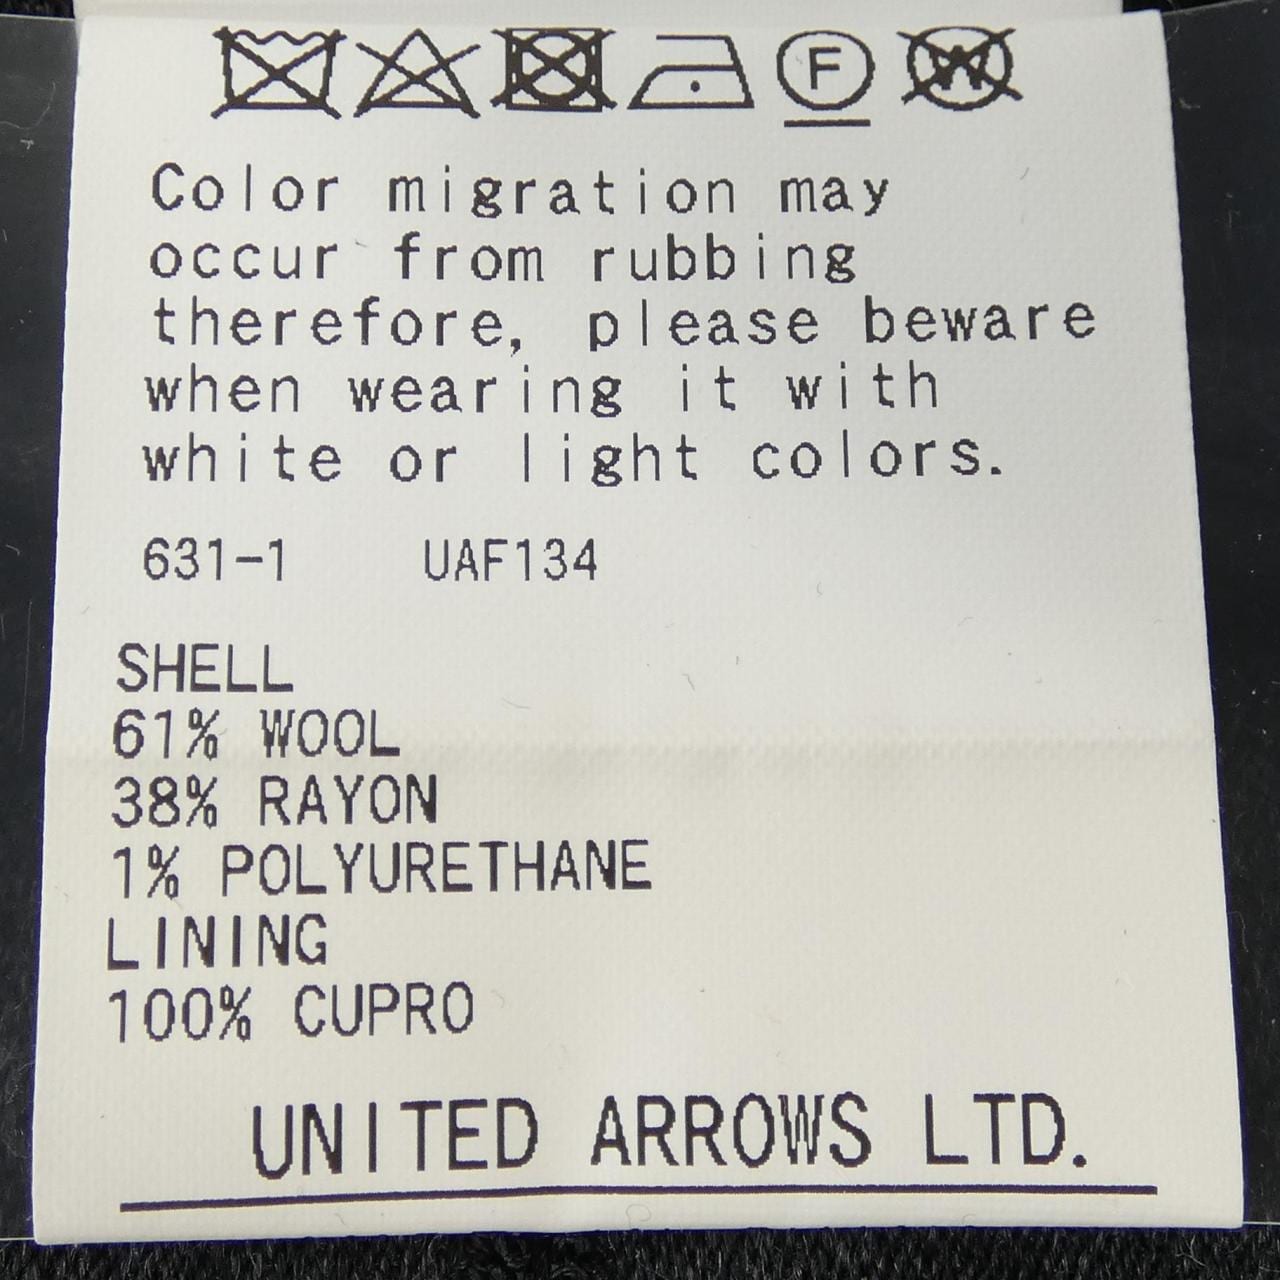 F W
Color migration may
occur from rubbing
therefore, please beware
when wearing it with
white or light colors.
631-1 UAF134
SHELL
61% WOOL
38% RAYON
1% POLYURETHANE
LINING
100% CUPRO
UNITED ARROWS LTD.